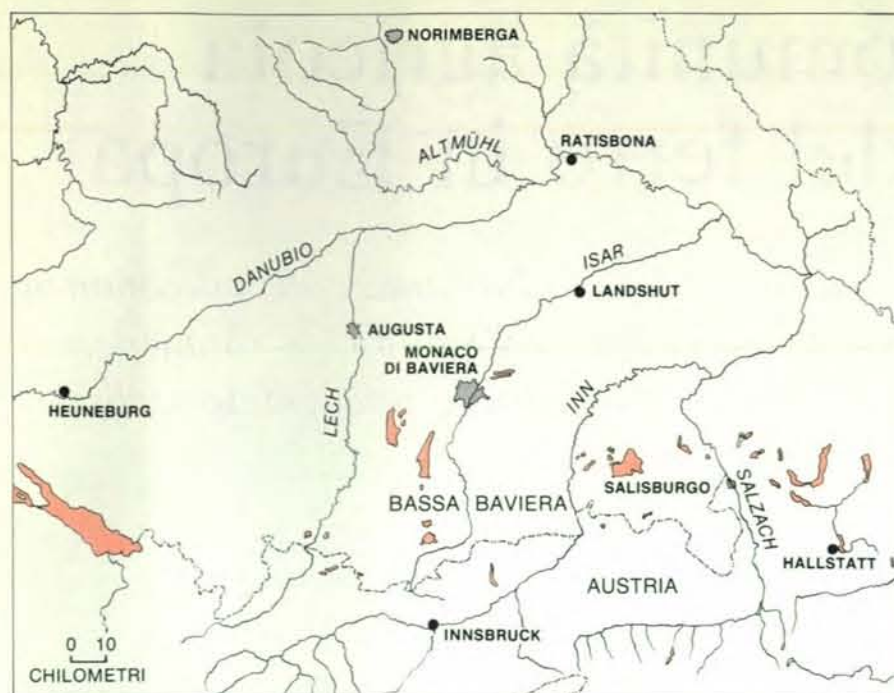 NORIMBERGA
ALTMÜHL
RATISBONA
DANUBIO
ISAR
LANDSHUT
AUGUSTA
MONACO
DI BAVIERA
HEUNEBURG
LECH
INN
BASSA BAVIERA
SALISBURGO
SALZACH
HALLSTATT
AUSTRIA
INNSBRUCK
0 10
CHILOMETRI